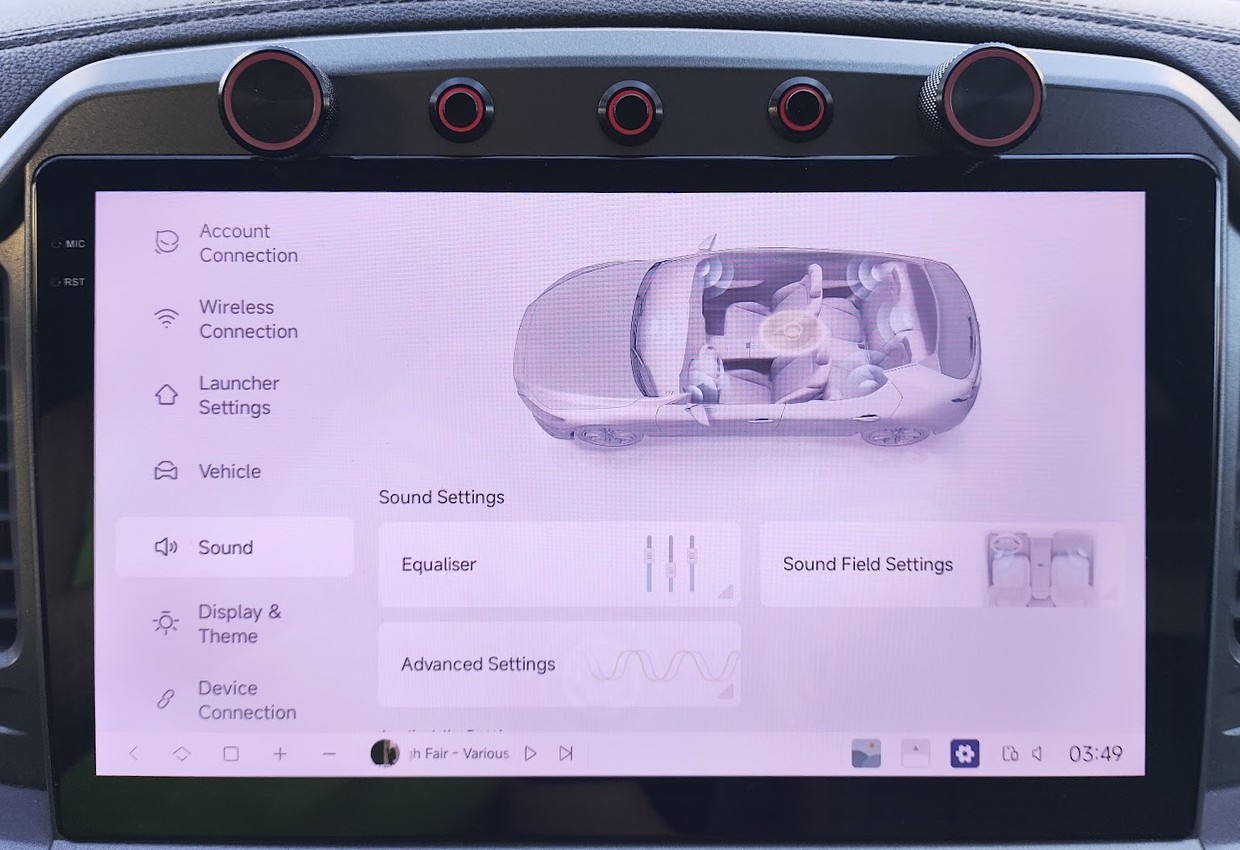 MIC
RST
Account
Connection
Wireless
Connection
Launcher
Settings
Vehicle
Sound
Display &
Theme
Device
Connection
Sound Settings
Equaliser
Sound Field Settings
Advanced Settings
h Fair - Various
03:49